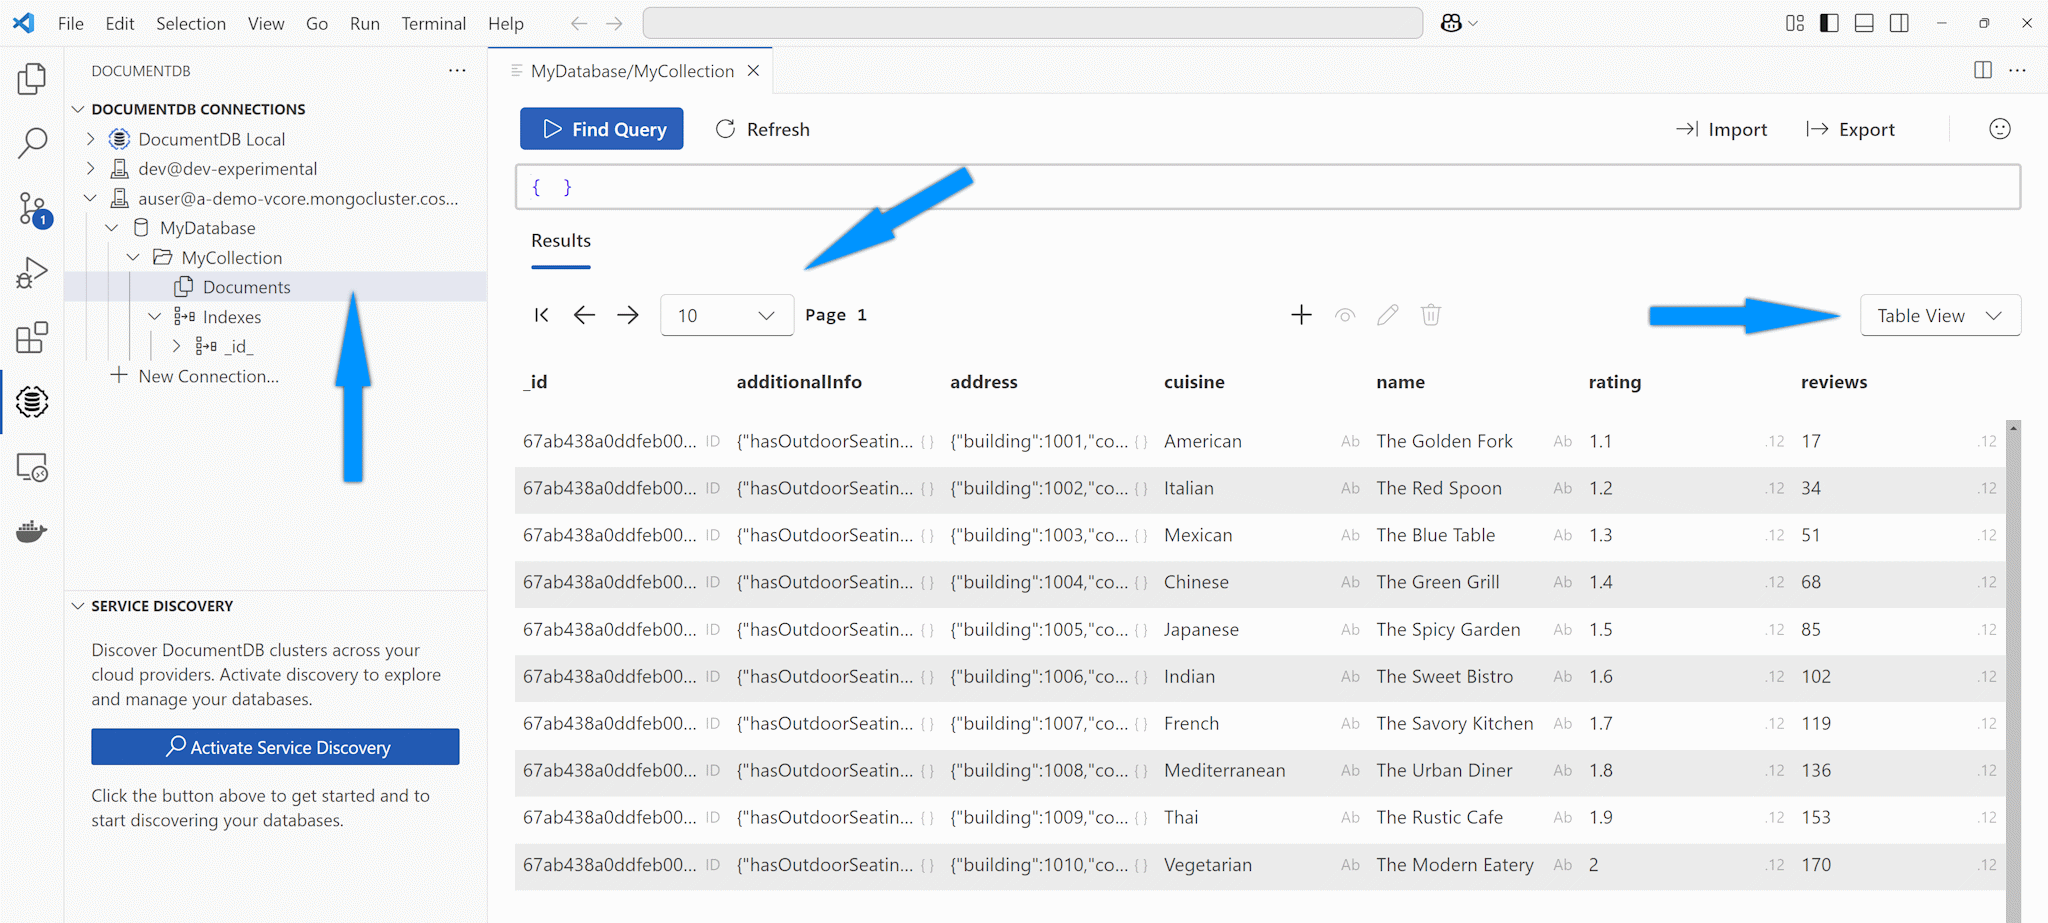 File Edit Selection View Go Run Terminal Help
DOCUMENTDB
DOCUMENTDB CONNECTIONS
DocumentDB Local
dev@dev-experimental
auser@a-demo-vcore.mongocluster.cos...
MyDatabase
MyCollection
Documents
Indexes
_id_
New Connection...
1
SERVICE DISCOVERY
Discover DocumentDB clusters across your
cloud providers. Activate discovery to explore
and manage your databases.
Activate Service Discovery
Click the button above to get started and to
start discovering your databases.
MyDatabase/MyCollection
Find Query Refresh Import Export
{ }
Results
10 Page 1 Table View
_id additionalInfo address cuisine name rating reviews
67ab438a0ddfeb00... ID {"hasOutdoorSeatin... {} {"building":1001,"co... {} American Ab The Golden Fork Ab 1.1 .12 17 .12
67ab438a0ddfeb00... ID {"hasOutdoorSeatin... {} {"building":1002,"co... {} Italian Ab The Red Spoon Ab 1.2 .12 34 .12
67ab438a0ddfeb00... ID {"hasOutdoorSeatin... {} {"building":1003,"co... {} Mexican Ab The Blue Table Ab 1.3 .12 51 .12
67ab438a0ddfeb00... ID {"hasOutdoorSeatin... {} {"building":1004,"co... {} Chinese Ab The Green Grill Ab 1.4 .12 68 .12
67ab438a0ddfeb00... ID {"hasOutdoorSeatin... {} {"building":1005,"co... {} Japanese Ab The Spicy Garden Ab 1.5 .12 85 .12
67ab438a0ddfeb00... ID {"hasOutdoorSeatin... {} {"building":1006,"co... {} Indian Ab The Sweet Bistro Ab 1.6 .12 102 .12
67ab438a0ddfeb00... ID {"hasOutdoorSeatin... {} {"building":1007,"co... {} French Ab The Savory Kitchen Ab 1.7 .12 119 .12
67ab438a0ddfeb00... ID {"hasOutdoorSeatin... {} {"building":1008,"co... {} Mediterranean Ab The Urban Diner Ab 1.8 .12 136 .12
67ab438a0ddfeb00... ID {"hasOutdoorSeatin... {} {"building":1009,"co... {} Thai Ab The Rustic Cafe Ab 1.9 .12 153 .12
67ab438a0ddfeb00... ID {"hasOutdoorSeatin... {} {"building":1010,"co... {} Vegetarian Ab The Modern Eatery Ab 2 .12 170 .12